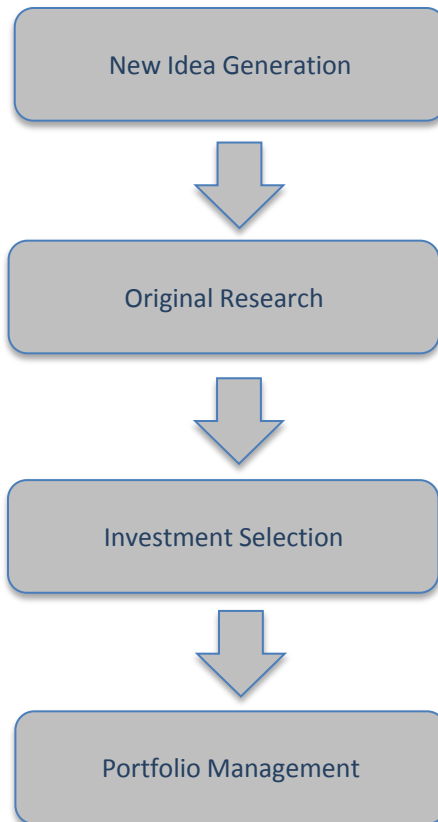 New Idea Generation
Original Research
Investment Selection
Portfolio Management